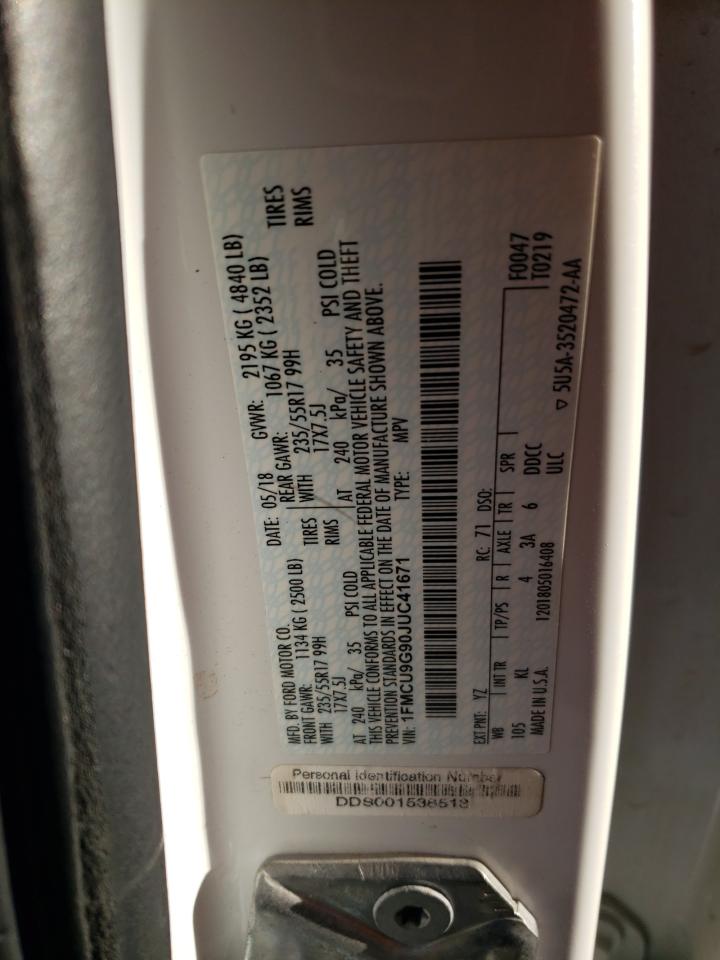 MFD. BY FORD MOTOR CO.
DATE: 05/18 GVWR: 2195 KG ( 4840 LB)
FRONT GAWR: 1134 KG ( 2500 LB) REAR GAWR: 1067 KG ( 2352 LB)
WITH 235/55R17 99H TIRES WITH 235/55R17 99H TIRES
17X7.5J RIMS 17X7.5J RIMS
AT 240 kPa/ 35 PSI COLD AT 240 kPa/ 35 PSI COLD
THIS VEHICLE CONFORMS TO ALL APPLICABLE FEDERAL MOTOR VEHICLE SAFETY AND THEFT
PREVENTION STANDARDS IN EFFECT ON THE DATE OF MANUFACTURE SHOWN ABOVE.
VIN: 1FMCU9G90JUC41671 TYPE: MPV
EXT PNT: YZ RC: 71 DSO: F0047
WB INT TR TP/PS R AXLE TR SPR T0219
105 KL 4 3A 6 DDCC
MADE IN U.S.A. 1201805016408 ULC
▽ 5U5A-3520472-AA
Personal Identification Number
DDS001536513